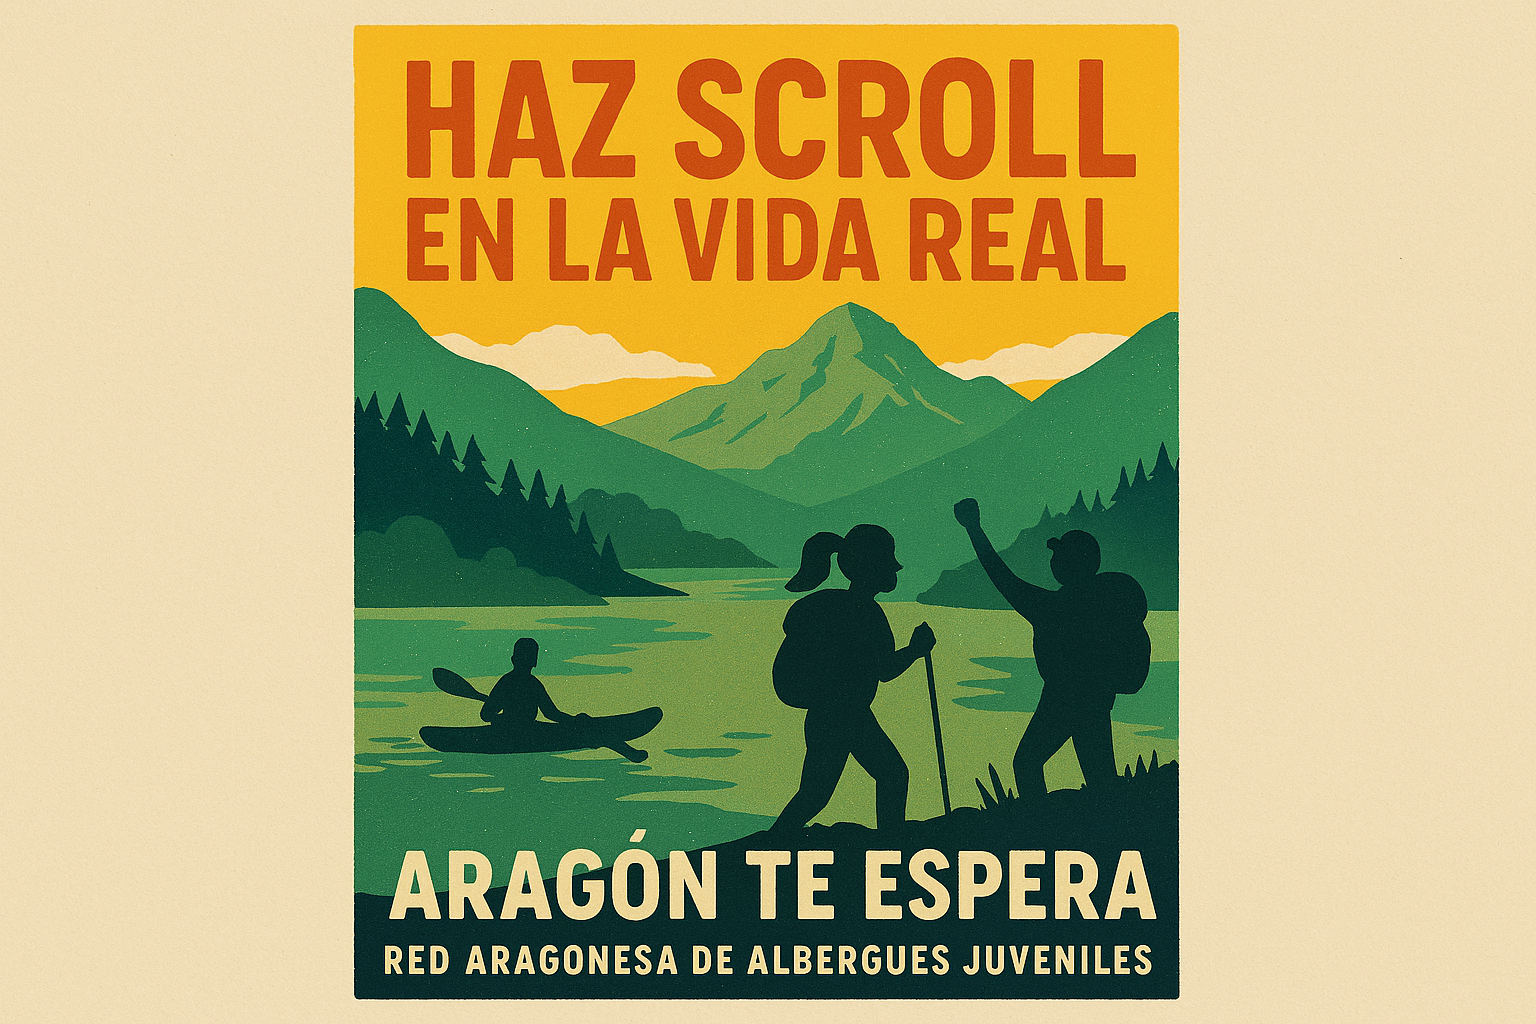 HAZ SCROLL
EN LA VIDA REAL
ARAGÓN TE ESPERA
RED ARAGONESA DE ALBERGUES JUVENILES